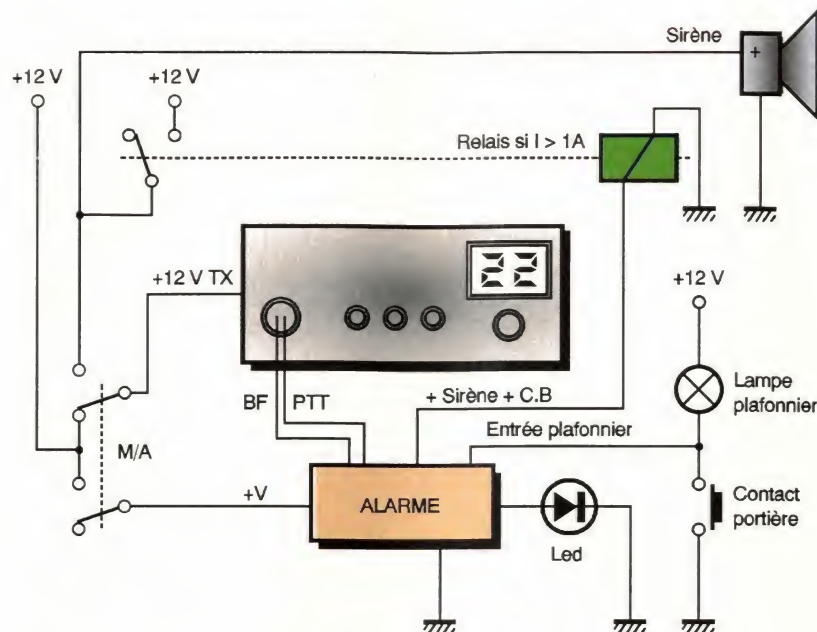 Sirène
+
+12 V
+12 V
Relais si I > 1A
22
+12 V TX
+12 V
BF
PTT
+ Sirène + C.B
Lampe
plafonnier
Entrée plafonnier
M/A
+V
ALARME
Contact
portière
Led